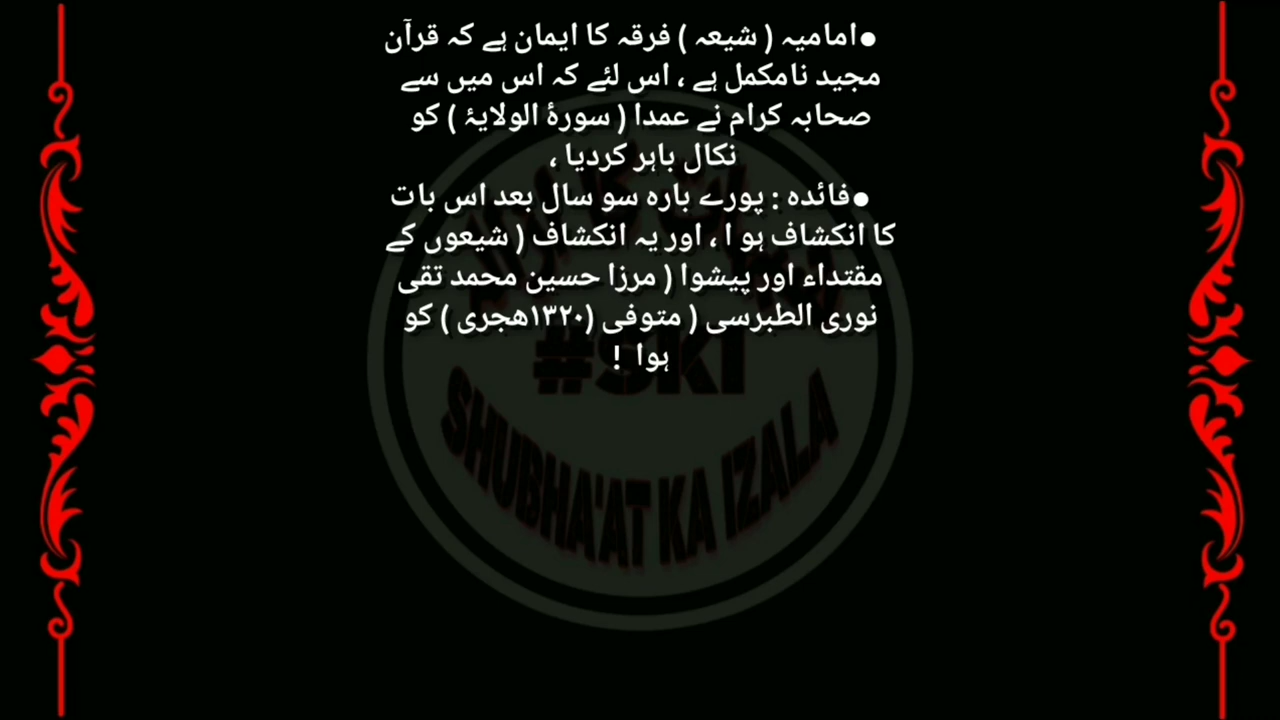 ●امامیہ ( شیعہ ) فرقہ کا ایمان ہے کہ قرآن
مجید نامکمل ہے ، اس لئے کہ اس میں سے
صحابہ کرام نے عمدا ( سورۂ الولایۂ ) کو
نکال باہر کردیا ،
●فائدہ : پورے بارہ سو سال بعد اس بات
کا انکشاف ہو ا ، اور یہ انکشاف ( شیعوں کے
مقتداء اور پیشوا ( مرزا حسین محمد تقی
نوری الطبرسی ( متوفی (١٣٢٠ھجری ) کو
ہوا !
#SKI
SHUBHA'AT KA IZALA